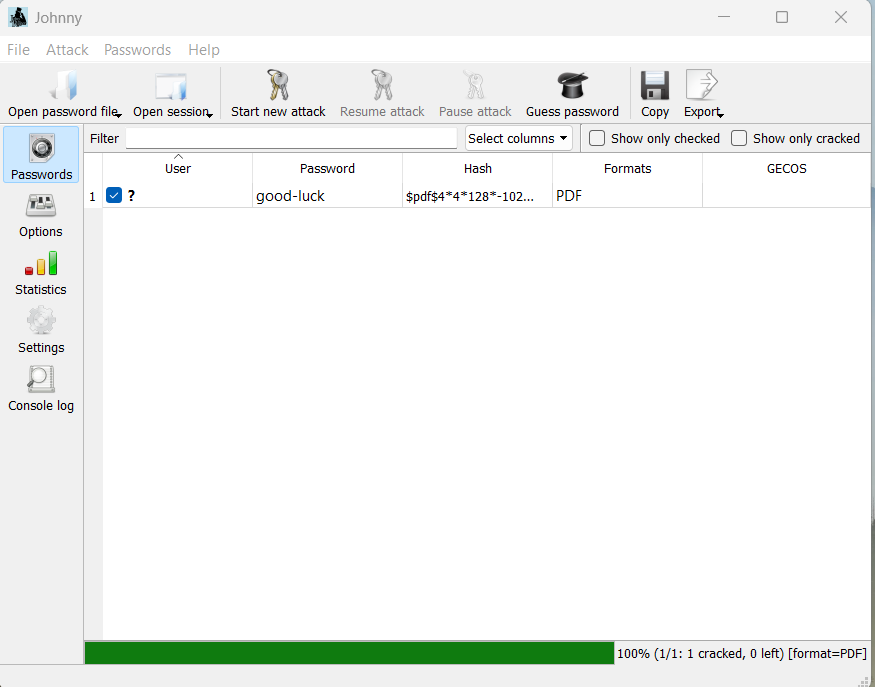 Johnny
File Attack Passwords Help
Open password file Open session Start new attack Resume attack Pause attack Guess password Copy Export
Passwords
Options
Statistics
Settings
Console log
Filter Select columns Show only checked Show only cracked
User Password Hash Formats GECOS
1 ? good-luck $pdf$4*4*128*-102... PDF
100% (1/1: 1 cracked, 0 left) [format=PDF]